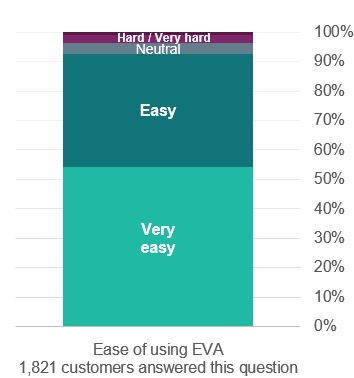 100%
Hard / Very hard
Neutral
90%
80%
Easy
70%
60%
50%
40%
Very
easy
30%
20%
10%
0%
Ease of using EVA
1,821 customers answered this question